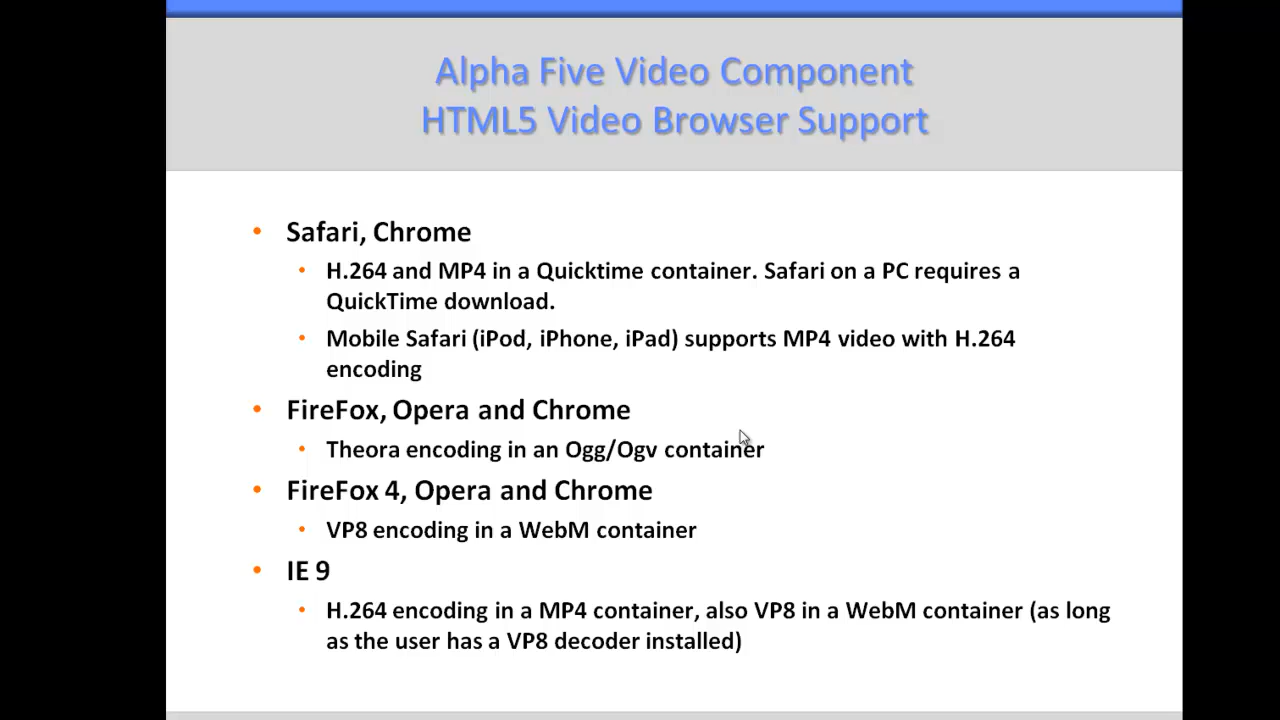 Alpha Five Video Component
HTML5 Video Browser Support
• Safari, Chrome
• H.264 and MP4 in a Quicktime container. Safari on a PC requires a
QuickTime download.
• Mobile Safari (iPod, iPhone, iPad) supports MP4 video with H.264
encoding
• FireFox, Opera and Chrome
• Theora encoding in an Ogg/Ogv container
• FireFox 4, Opera and Chrome
• VP8 encoding in a WebM container
• IE 9
• H.264 encoding in a MP4 container, also VP8 in a WebM container (as long
as the user has a VP8 decoder installed)